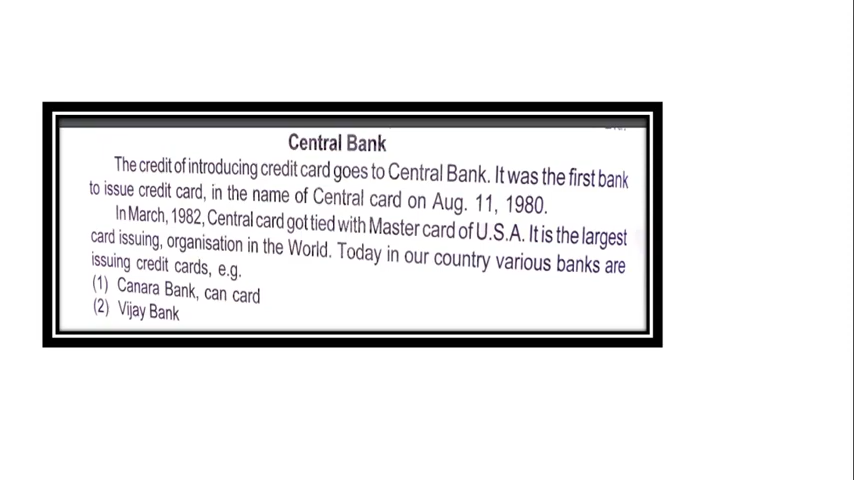 Central Bank
The credit of introducing credit card goes to Central Bank. It was the first bank
to issue credit card, in the name of Central card on Aug. 11, 1980.
In March, 1982, Central card got tied with Master card of U.S.A. It is the largest
card issuing, organisation in the World. Today in our country various banks are
issuing credit cards, e.g.
(1) Canara Bank, can card
(2) Vijay Bank